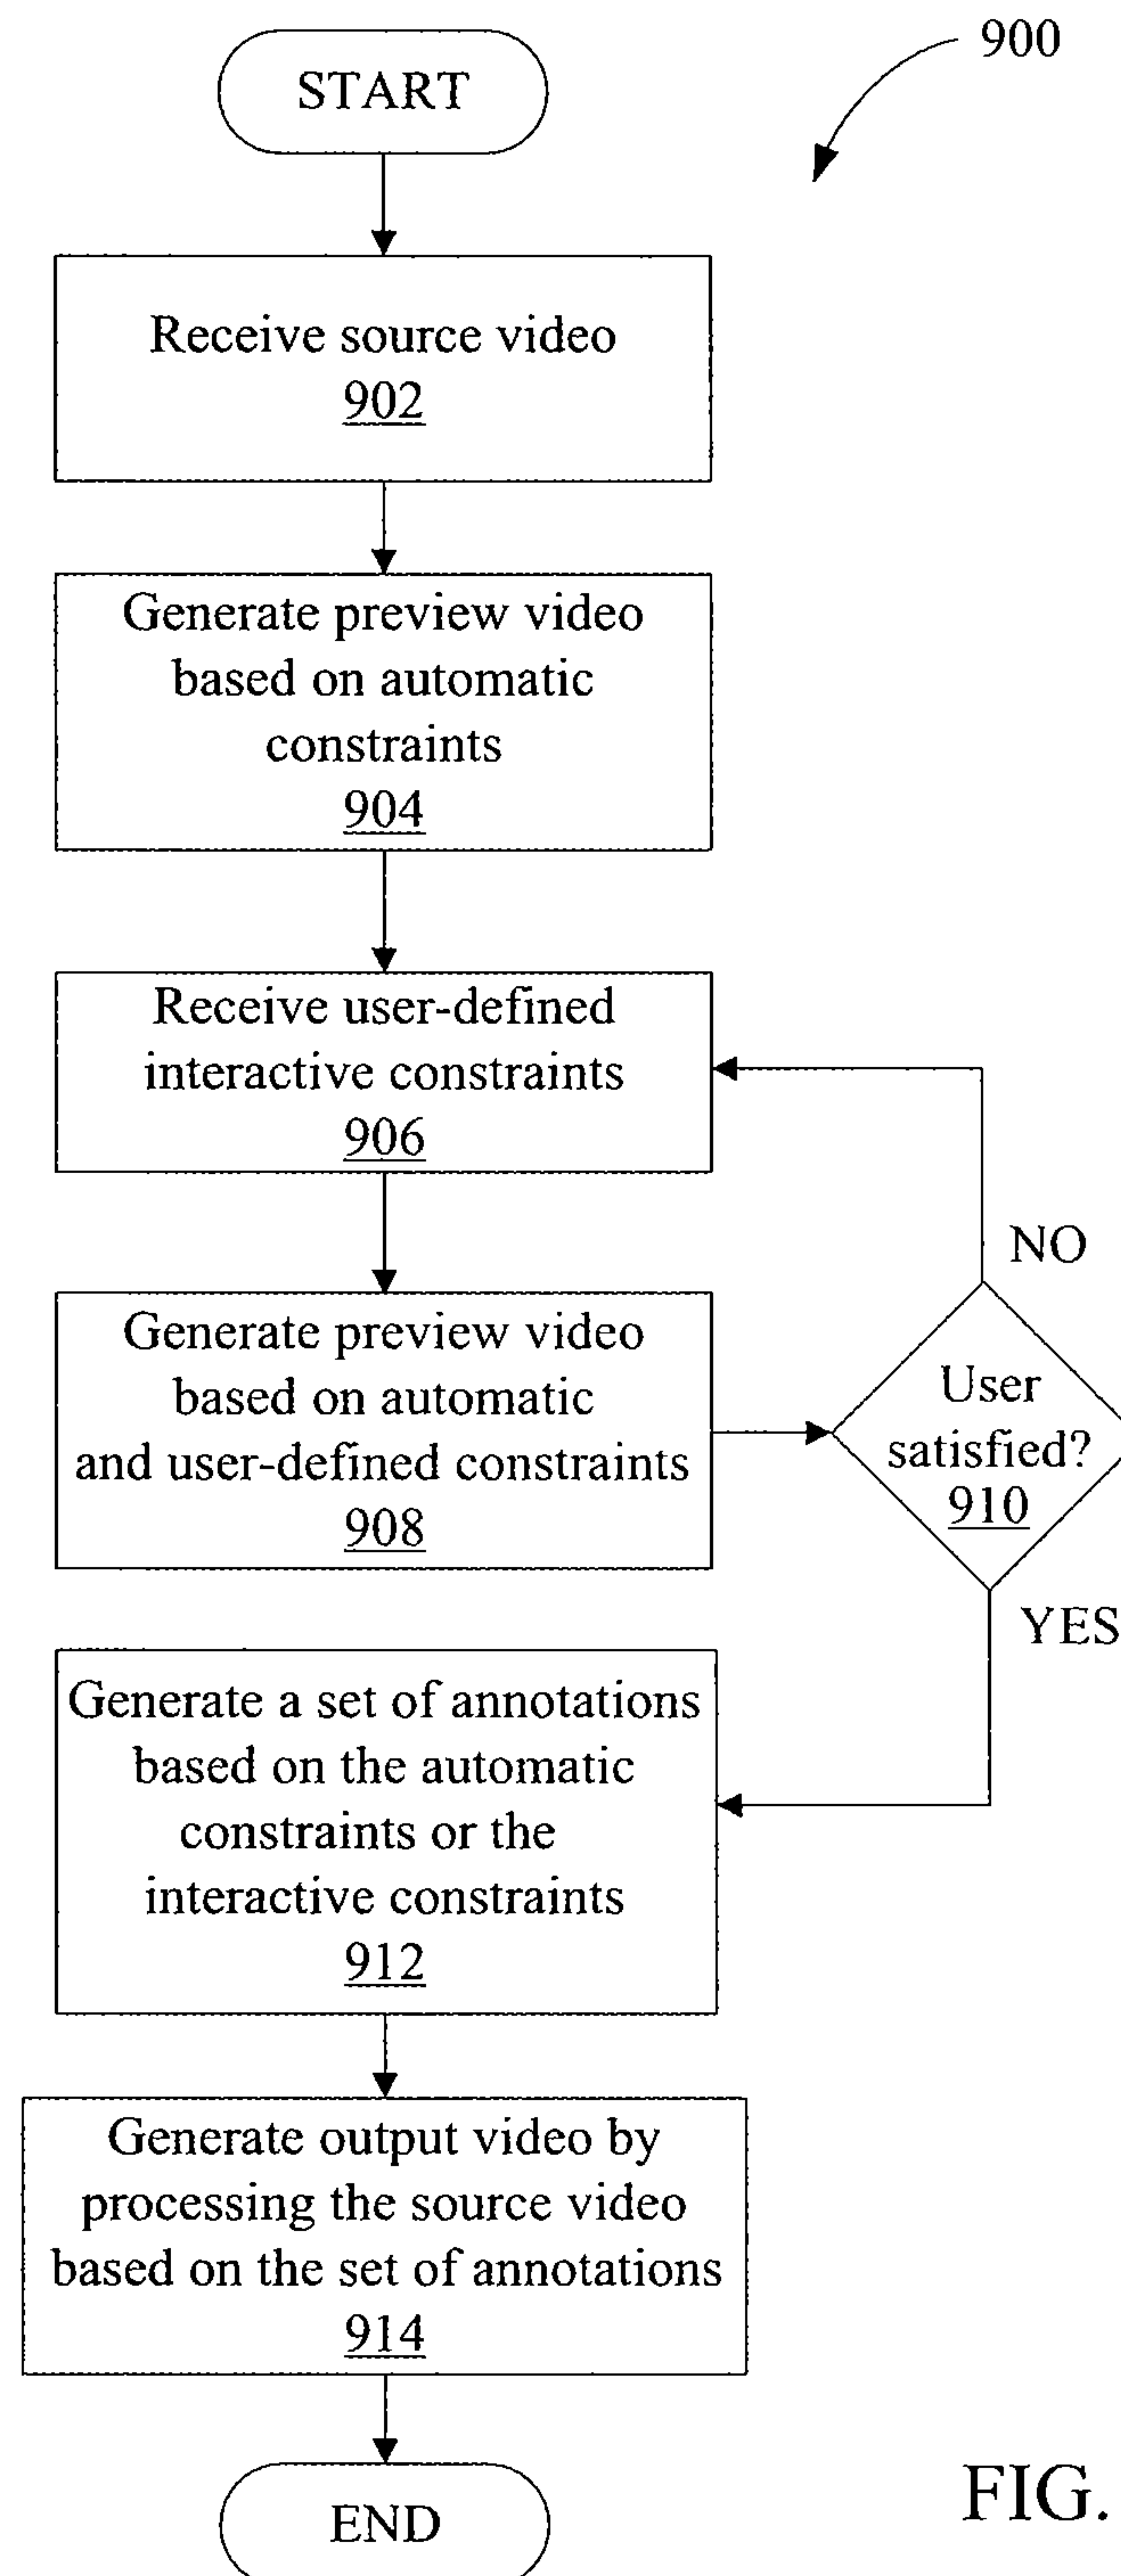 START
900
Receive source video
902
Generate preview video
based on automatic
constraints
904
Receive user-defined
interactive constraints
906
Generate preview video
based on automatic
and user-defined constraints
908
NO
User
satisfied?
910
YES
Generate a set of annotations
based on the automatic
constraints or the
interactive constraints
912
Generate output video by
processing the source video
based on the set of annotations
914
END
FIG.